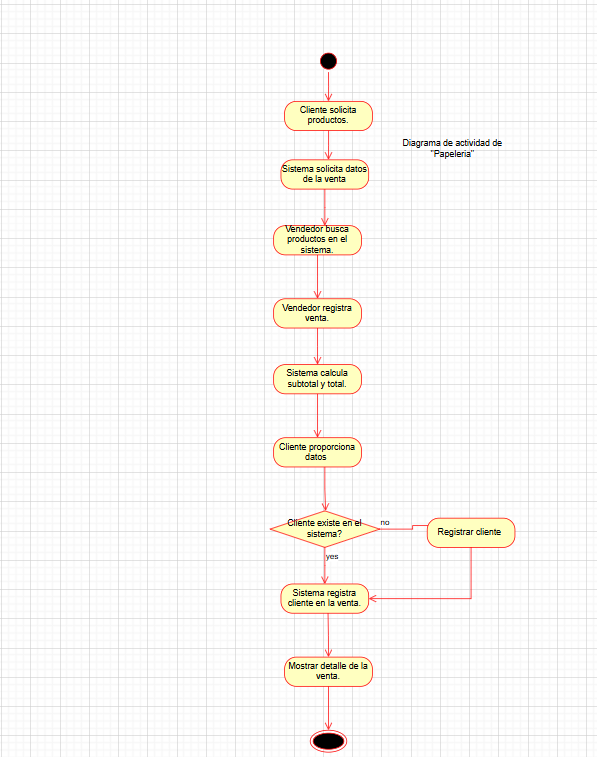 Cliente solicita
productos.
Diagrama de actividad de
"Papeleria"
Sistema solicita datos
de la venta
Vendedor busca
productos en el
sistema.
Vendedor registra
venta.
Sistema calcula
subtotal y total.
Cliente proporciona
datos
Cliente existe en el
sistema?
no
Registrar cliente
yes
Sistema registra
cliente en la venta.
Mostrar detalle de la
venta.